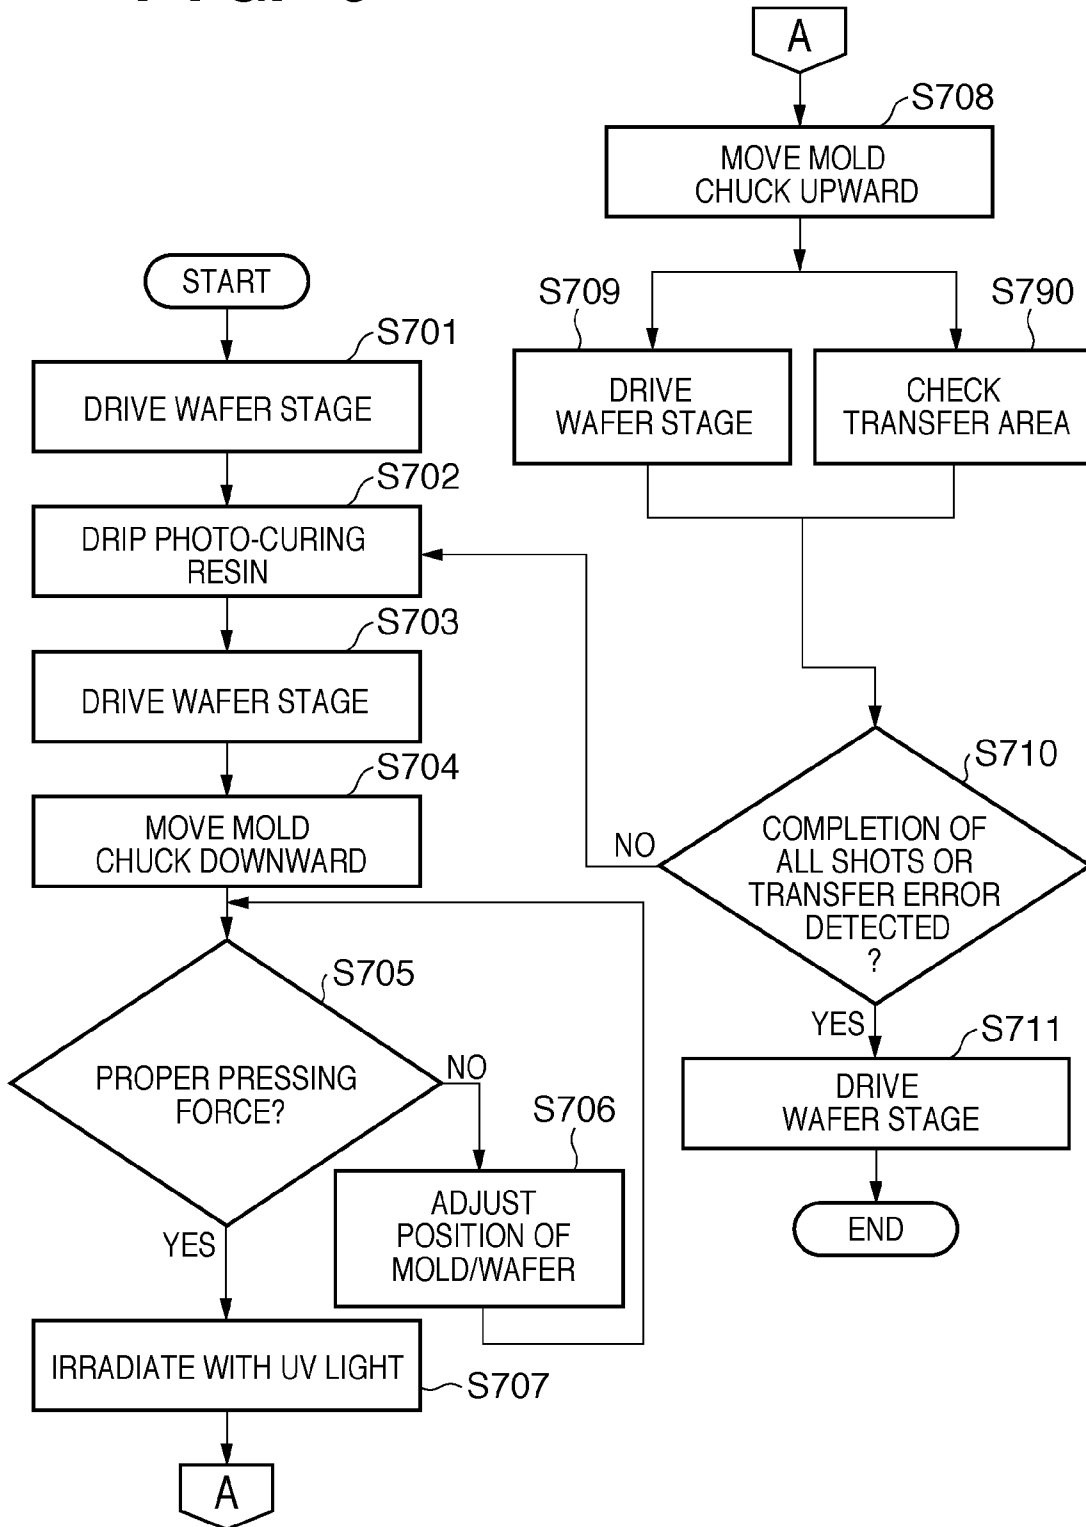 START
S701
DRIVE WAFER STAGE
S702
DRIP PHOTO-CURING
RESIN
S703
DRIVE WAFER STAGE
S704
MOVE MOLD
CHUCK DOWNWARD
S705
PROPER PRESSING
FORCE?
NO
YES
S706
ADJUST
POSITION OF
MOLD/WAFER
IRRADIATE WITH UV LIGHT
S707
A
A
S708
MOVE MOLD
CHUCK UPWARD
S709
DRIVE
WAFER STAGE
S790
CHECK
TRANSFER AREA
S710
COMPLETION OF
ALL SHOTS OR
TRANSFER ERROR
DETECTED
?
NO
YES
S711
DRIVE
WAFER STAGE
END